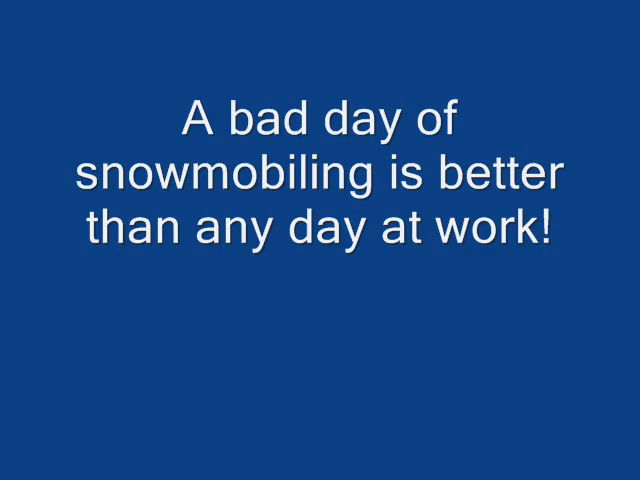 A bad day of
snowmobiling is better
than any day at work!